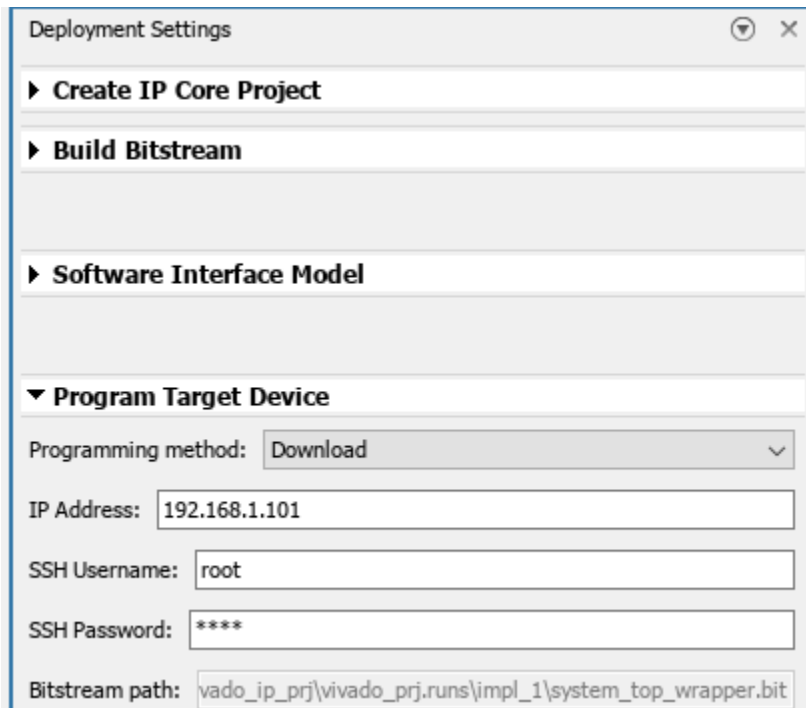 Deployment Settings
Create IP Core Project
Build Bitstream
Software Interface Model
Program Target Device
Programming method: Download
IP Address: 192.168.1.101
SSH Username: root
SSH Password: ****
Bitstream path: vado_ip_prj\vivado_prj.runs\impl_1\system_top_wrapper.bit